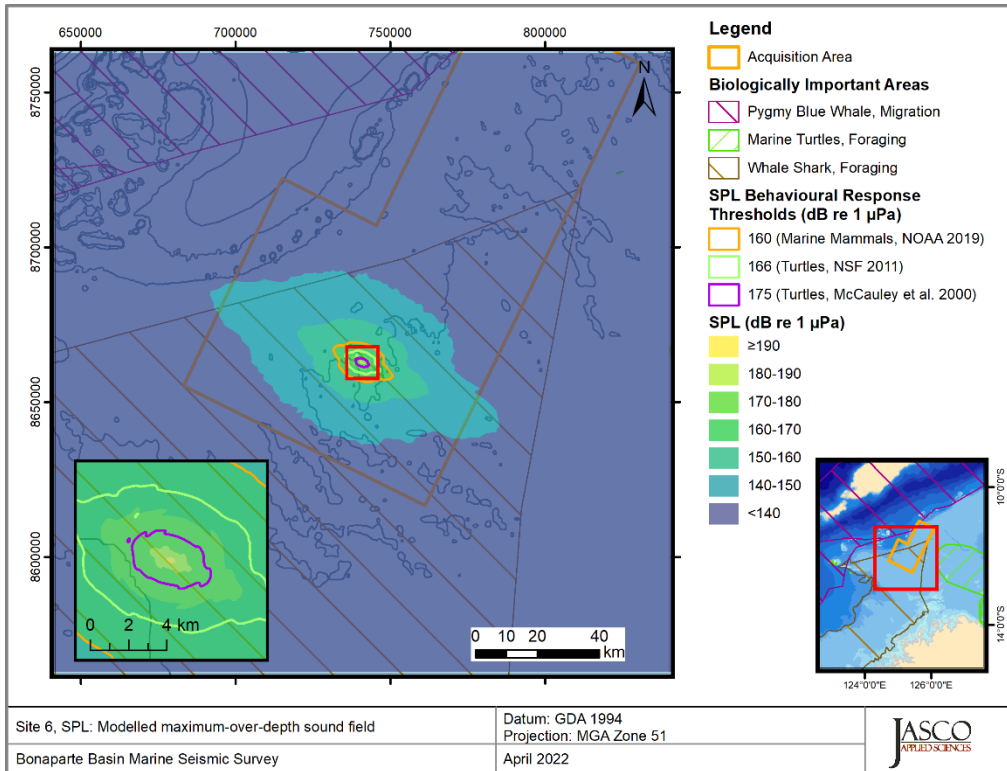 650000 700000 750000 800000
8750000
8700000
8650000
8600000
N
0 2 4 km
0 10 20 40
km
Legend
Acquisition Area
Biologically Important Areas
Pygmy Blue Whale, Migration
Marine Turtles, Foraging
Whale Shark, Foraging
SPL Behavioural Response
Thresholds (dB re 1 µPa)
160 (Marine Mammals, NOAA 2019)
166 (Turtles, NSF 2011)
175 (Turtles, McCauley et al. 2000)
SPL (dB re 1 µPa)
≥190
180-190
170-180
160-170
150-160
140-150
<140
10°0'0"S
14°0'0"S
124°0'0"E 126°0'0"E
Site 6, SPL: Modelled maximum-over-depth sound field
Datum: GDA 1994
Projection: MGA Zone 51
Bonaparte Basin Marine Seismic Survey
April 2022
JASCO
APPLIED SCIENCES